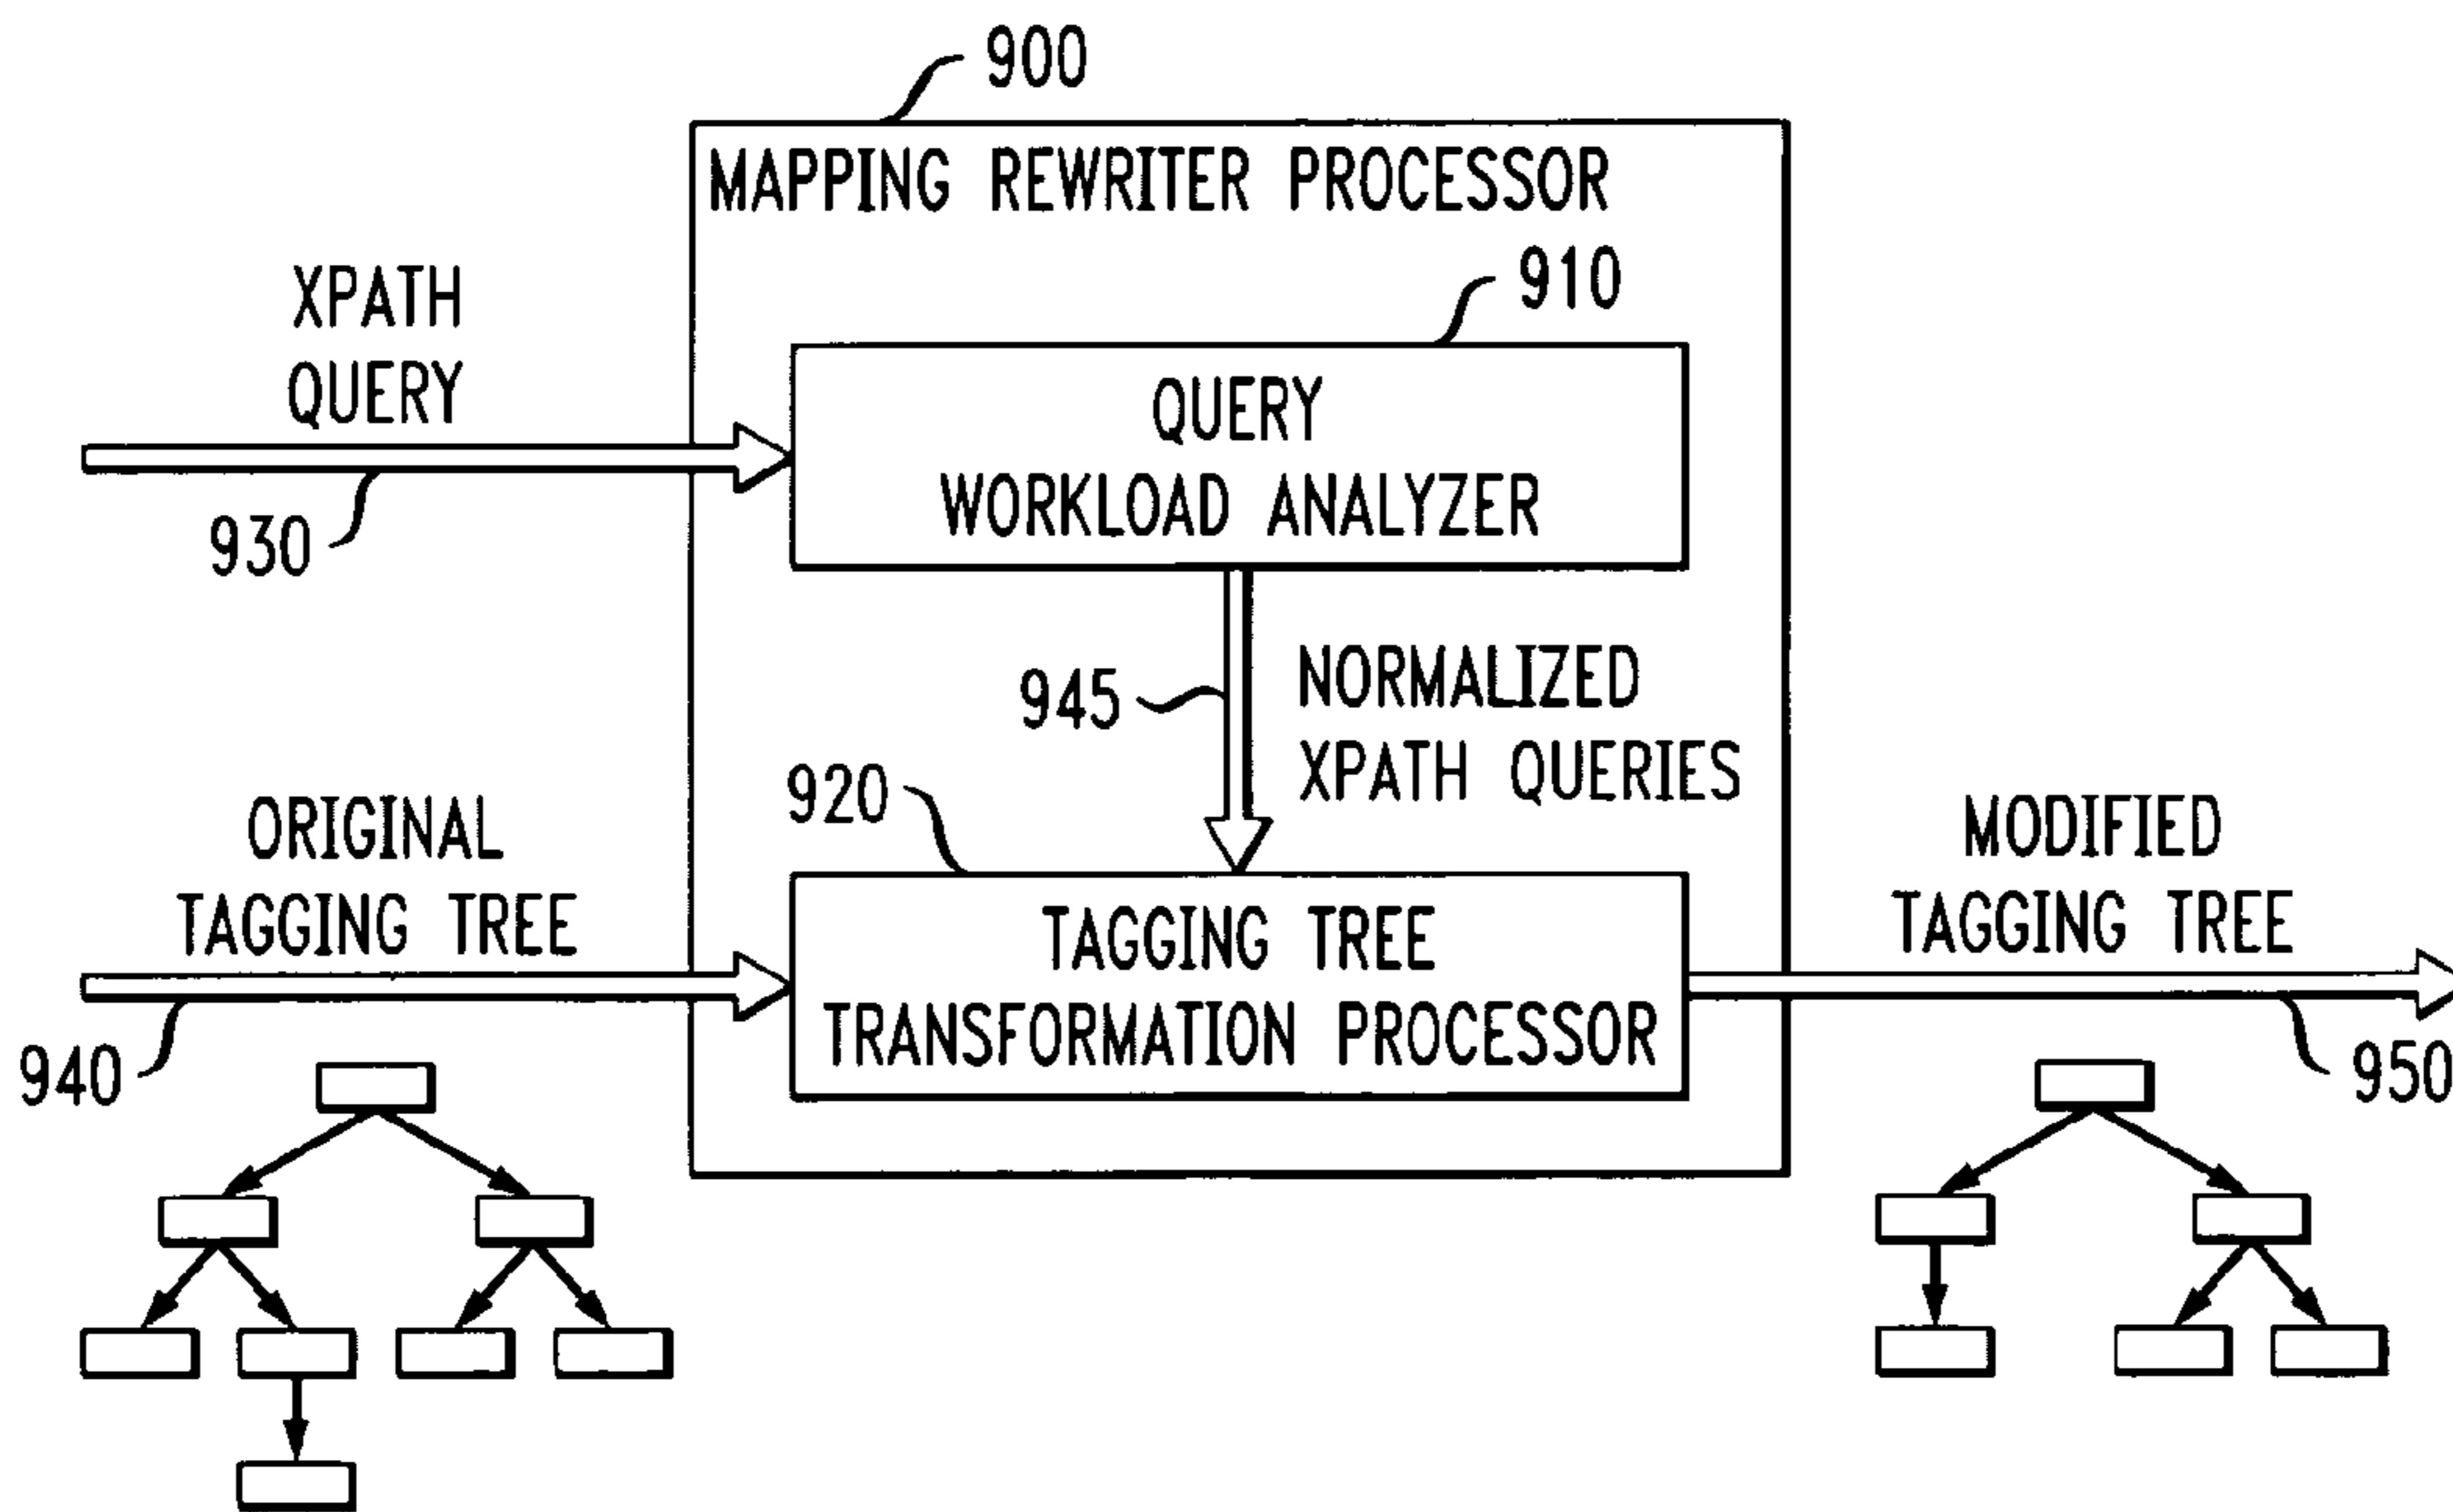 900
MAPPING REWRITER PROCESSOR
910
XPATH
QUERY
930
QUERY
WORKLOAD ANALYZER
945
NORMALIZED
XPATH QUERIES
920
ORIGINAL
TAGGING TREE
940
TAGGING TREE
TRANSFORMATION PROCESSOR
MODIFIED
TAGGING TREE
950